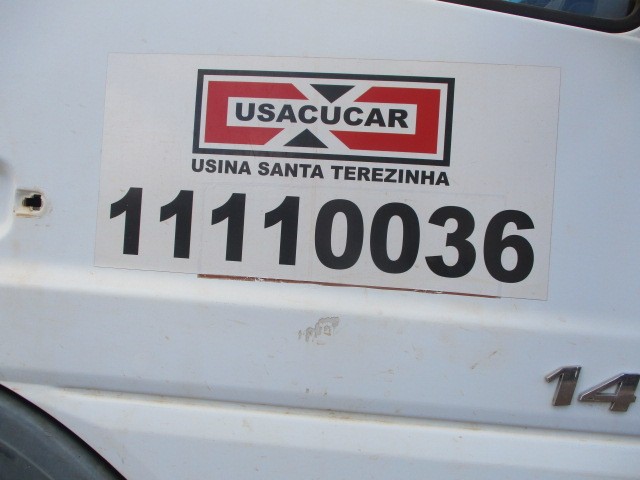 USACUCAR
USINA SANTA TEREZINHA
11110036
14